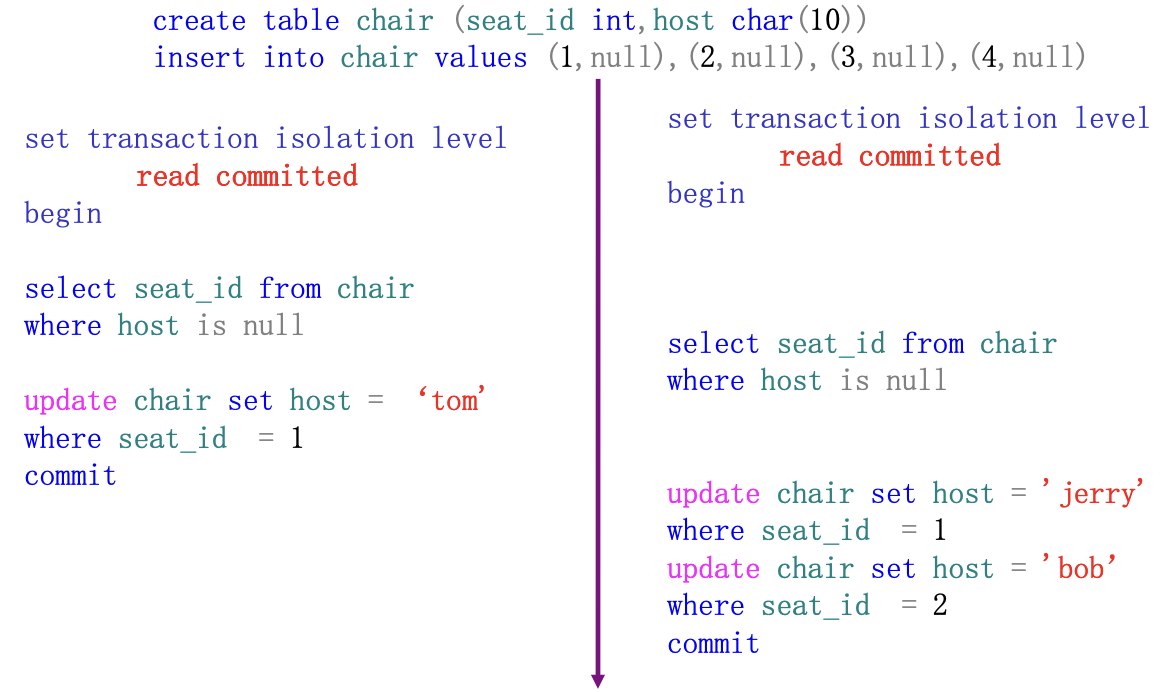 create table chair (seat_id int,host char(10))
insert into chair values (1,null),(2,null),(3,null),(4,null)
set transaction isolation level
read committed
begin
select seat_id from chair
where host is null
update chair set host = ‘tom'
where seat_id = 1
commit
set transaction isolation level
read committed
begin
select seat_id from chair
where host is null
update chair set host = 'jerry'
where seat_id = 1
update chair set host = 'bob’
where seat_id = 2
commit